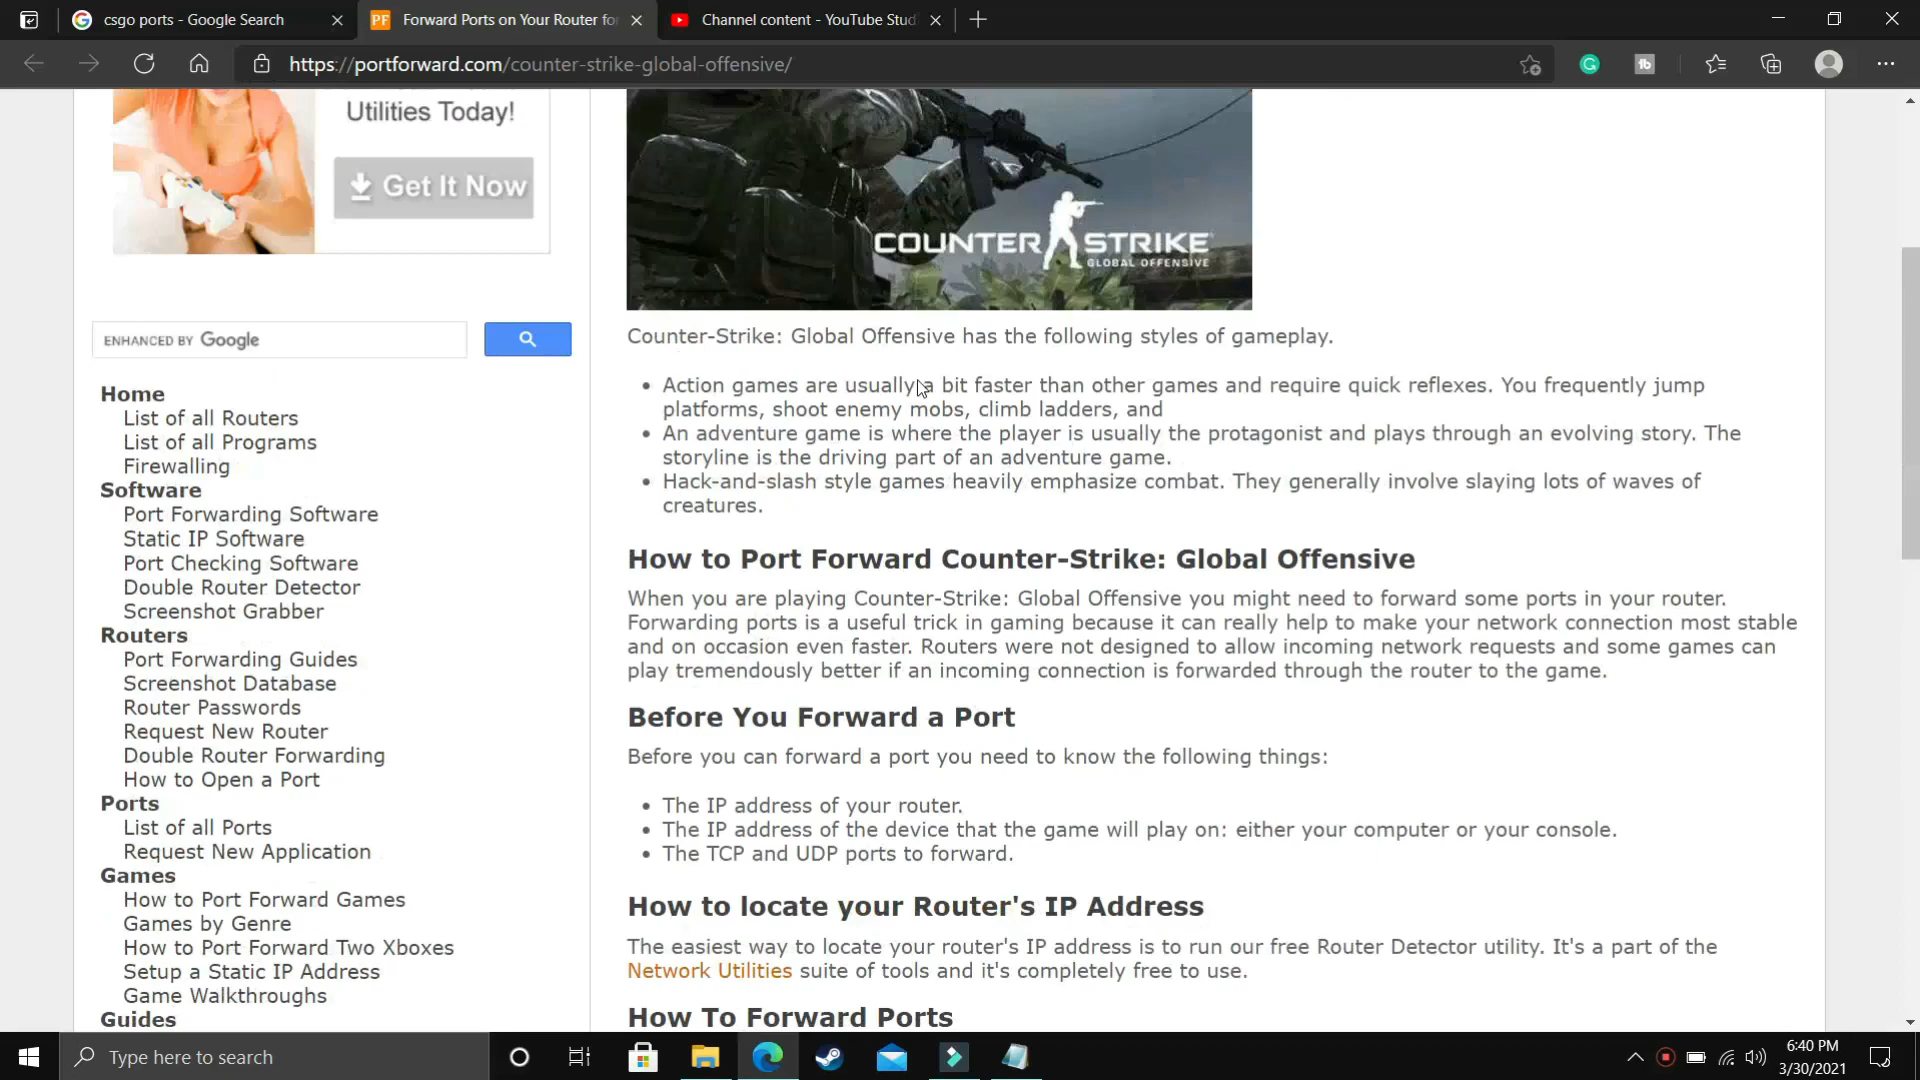 csgo ports - Google Search
PF Forward Ports on Your Router fo
Channel content - YouTube Stud
https://portforward.com/counter-strike-global-offensive/
Utilities Today!
Get It Now
COUNTER STRIKE
GLOBAL OFFENSIVE
ENHANCED BY Google
Home
List of all Routers
List of all Programs
Firewalling
Software
Port Forwarding Software
Static IP Software
Port Checking Software
Double Router Detector
Screenshot Grabber
Routers
Port Forwarding Guides
Screenshot Database
Router Passwords
Request New Router
Double Router Forwarding
How to Open a Port
Ports
List of all Ports
Request New Application
Games
How to Port Forward Games
Games by Genre
How to Port Forward Two Xboxes
Setup a Static IP Address
Game Walkthroughs
Guides
Counter-Strike: Global Offensive has the following styles of gameplay.
• Action games are usually a bit faster than other games and require quick reflexes. You frequently jump
platforms, shoot enemy mobs, climb ladders, and
• An adventure game is where the player is usually the protagonist and plays through an evolving story. The
storyline is the driving part of an adventure game.
• Hack-and-slash style games heavily emphasize combat. They generally involve slaying lots of waves of
creatures.
How to Port Forward Counter-Strike: Global Offensive
When you are playing Counter-Strike: Global Offensive you might need to forward some ports in your router.
Forwarding ports is a useful trick in gaming because it can really help to make your network connection most stable
and on occasion even faster. Routers were not designed to allow incoming network requests and some games can
play tremendously better if an incoming connection is forwarded through the router to the game.
Before You Forward a Port
Before you can forward a port you need to know the following things:
• The IP address of your router.
• The IP address of the device that the game will play on: either your computer or your console.
• The TCP and UDP ports to forward.
How to locate your Router's IP Address
The easiest way to locate your router's IP address is to run our free Router Detector utility. It's a part of the
Network Utilities suite of tools and it's completely free to use.
How To Forward Ports
Type here to search
6:40 PM
3/30/2021